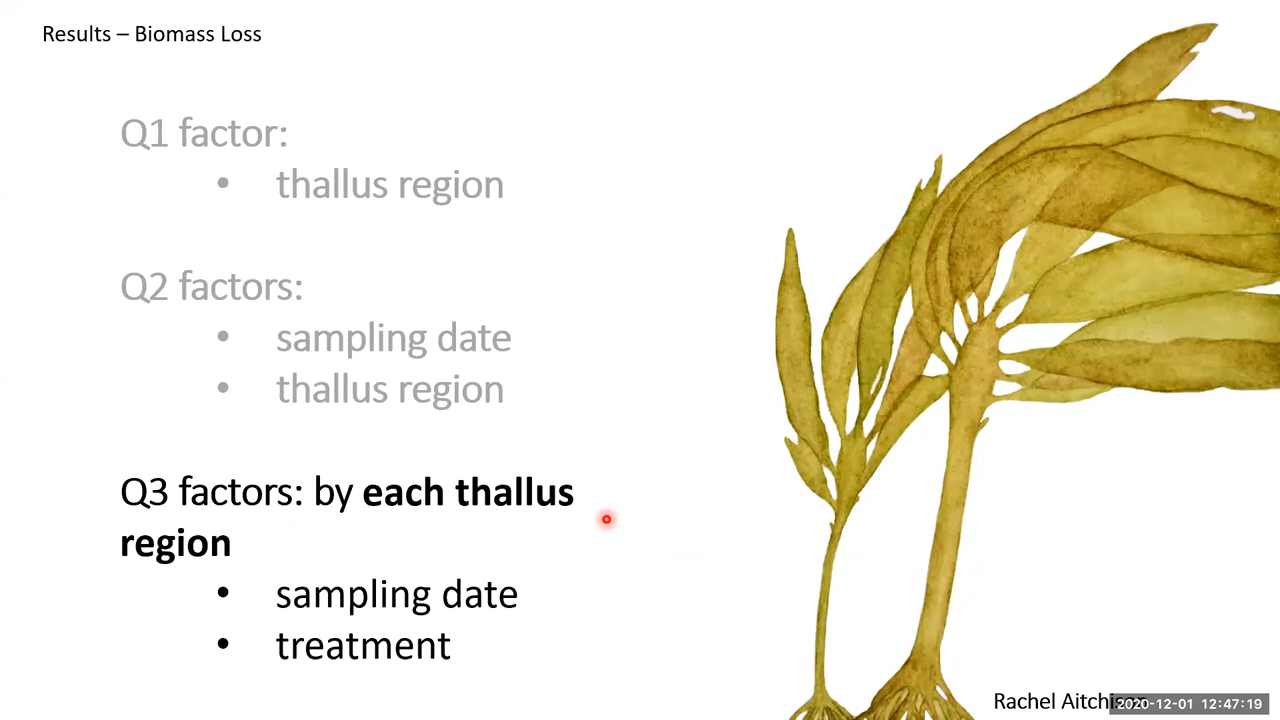 Results – Biomass Loss
Q1 factor:
• thallus region
Q2 factors:
• sampling date
• thallus region
Q3 factors: by each thallus
region
• sampling date
• treatment
Rachel
2020-12-01 12:47:19